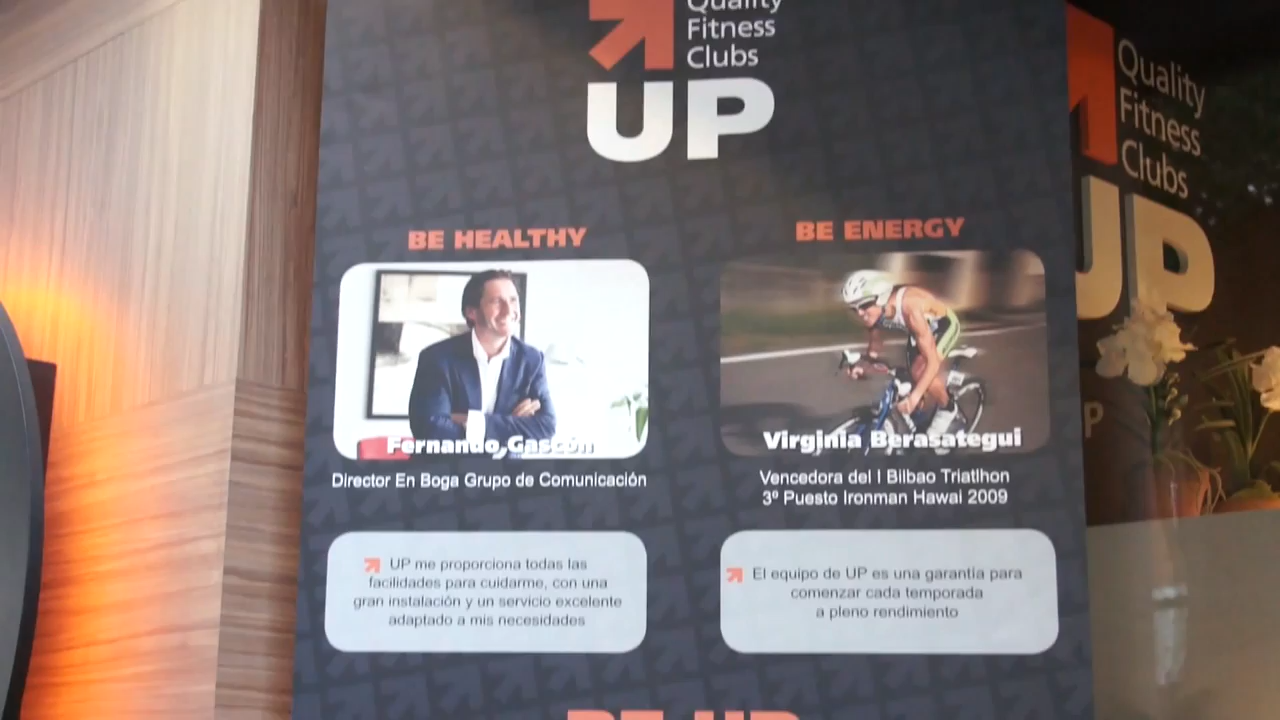 Quality
Fitness
Clubs
UP
BE HEALTHY
Fernando Gascón
Director En Boga Grupo de Comunicación
UP me proporciona todas las
facilidades para cuidarme, con una
gran instalación y un servicio excelente
adaptado a mis necesidades
BE ENERGY
Virginia Berasategui
Vencedora del I Bilbao Triatlhon
3º Puesto Ironman Hawai 2009
El equipo de UP es una garantía para
comenzar cada temporada
a pleno rendimiento
BE UP
Quality
Fitness
Clubs
UP